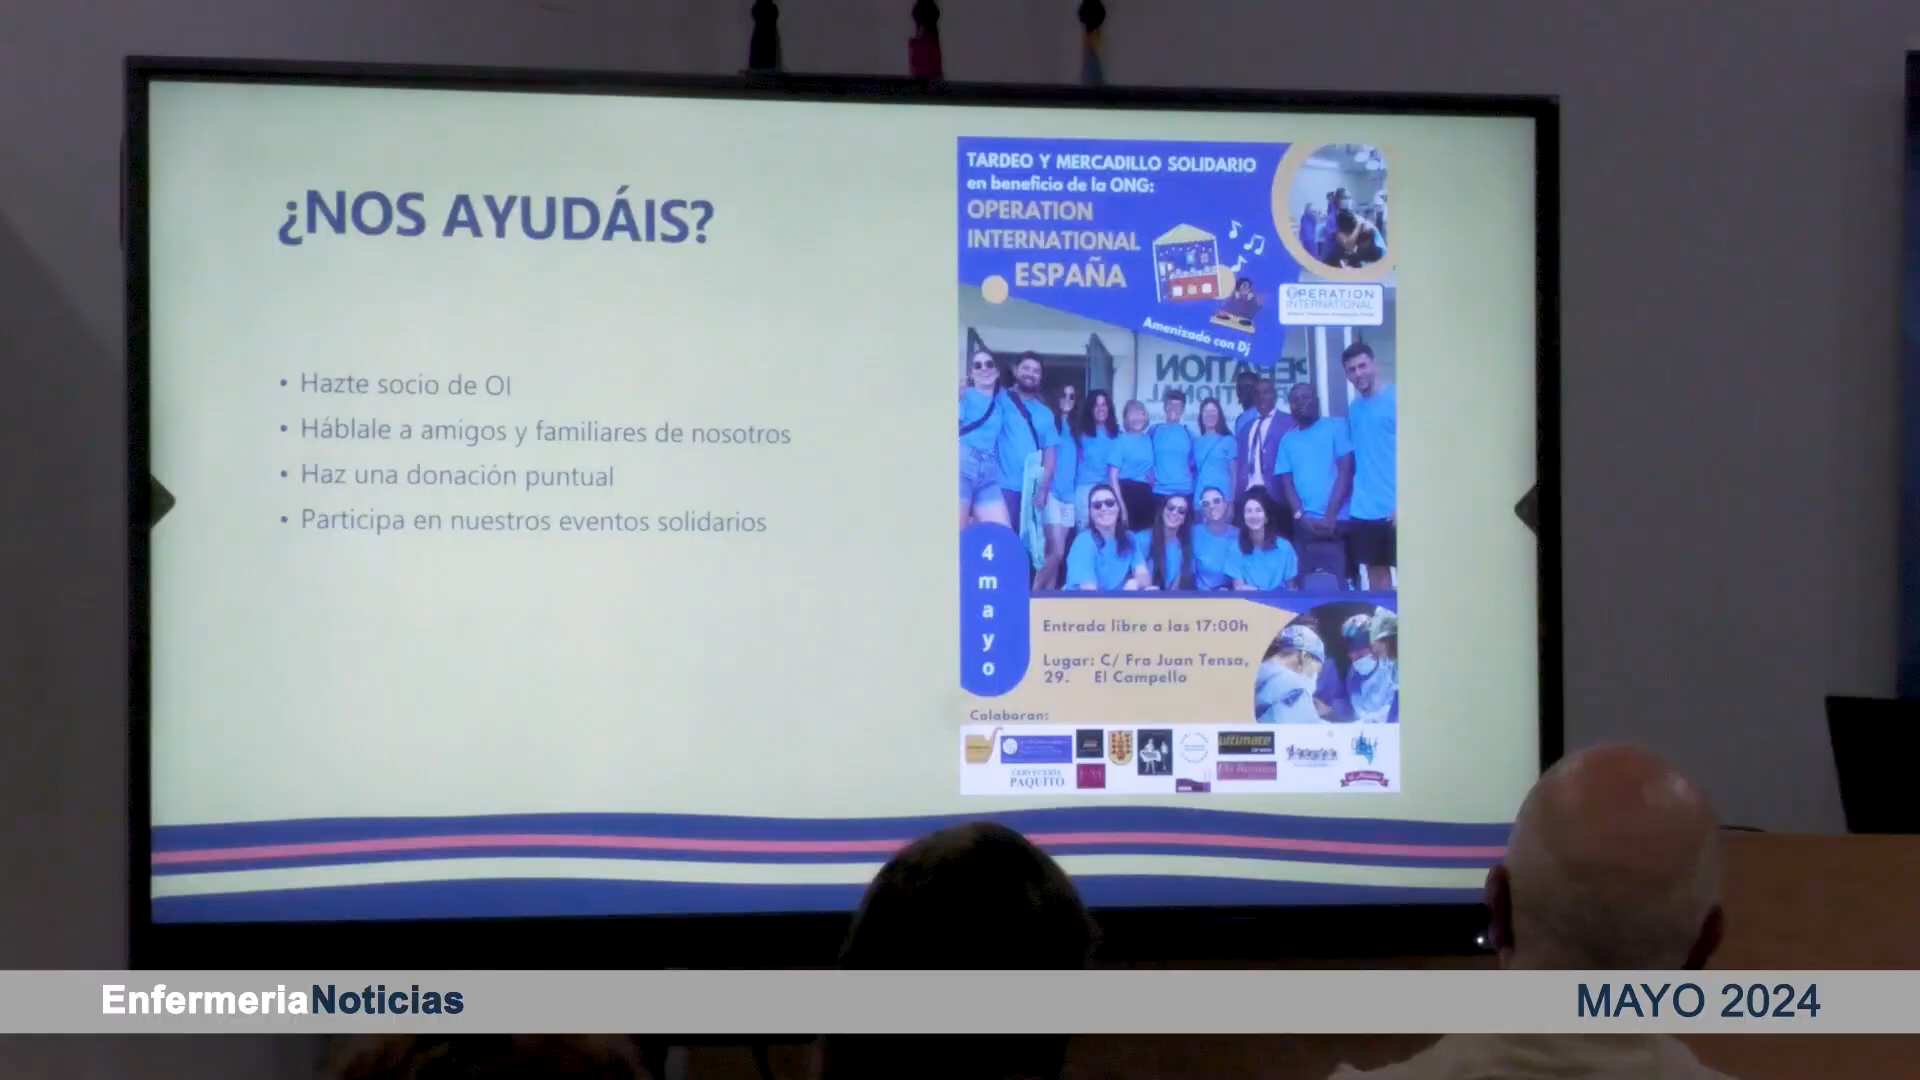 ¿NOS AYUDÁIS?
• Hazte socio de OI
• Háblale a amigos y familiares de nosotros
• Haz una donación puntual
• Participa en nuestros eventos solidarios
TARDEO Y MERCADILLO SOLIDARIO
en beneficio de la ONG:
OPERATION
INTERNATIONAL
ESPAÑA
Amenizado con Dj
OPERATION
INTERNATIONAL
4
m
a
y
o
Entrada libre a las 17:00h
Lugar: C/ Fra Juan Tensa,
29. El Campello
Colaboran:
ultimate
CERVECERÍA
PAQUITO
EnfermeriaNoticias
MAYO 2024